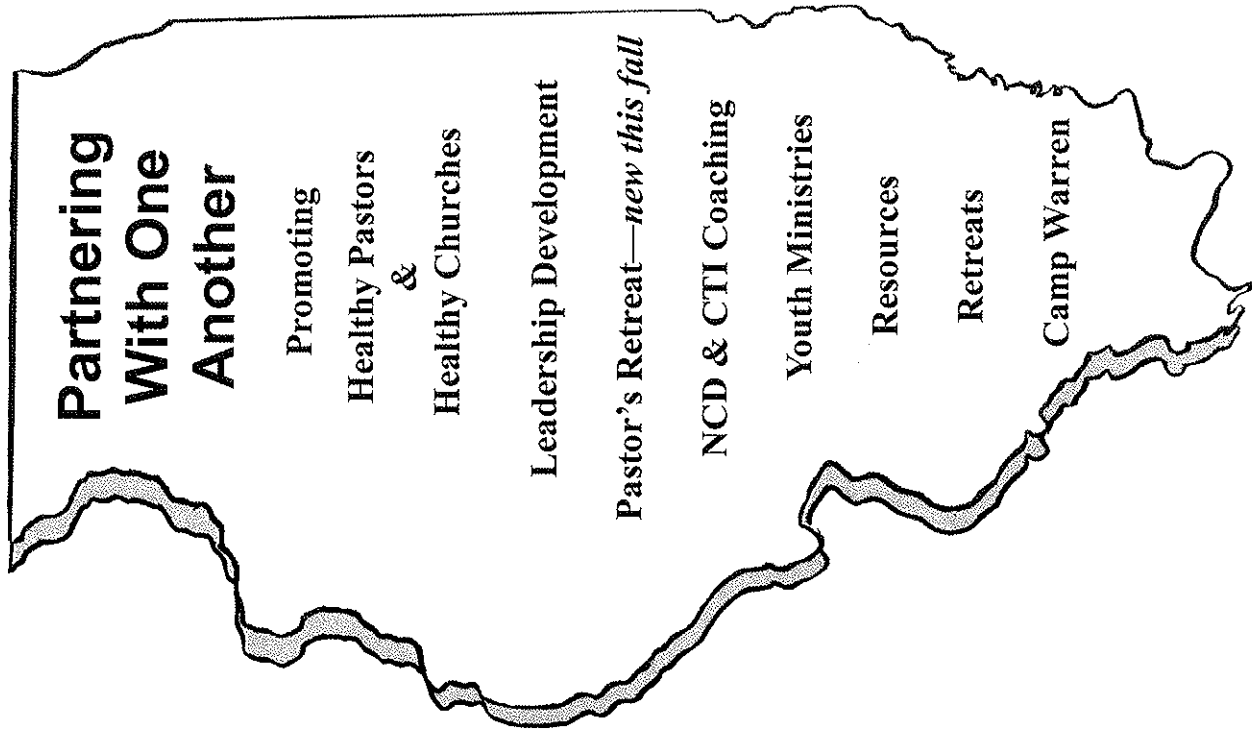 Partnering
With One
Another
Promoting
Healthy Pastors
&
Healthy Churches
Leadership Development
Pastor's Retreat—new this fall
NCD & CTI Coaching
Youth Ministries
Resources
Retreats
Camp Warren